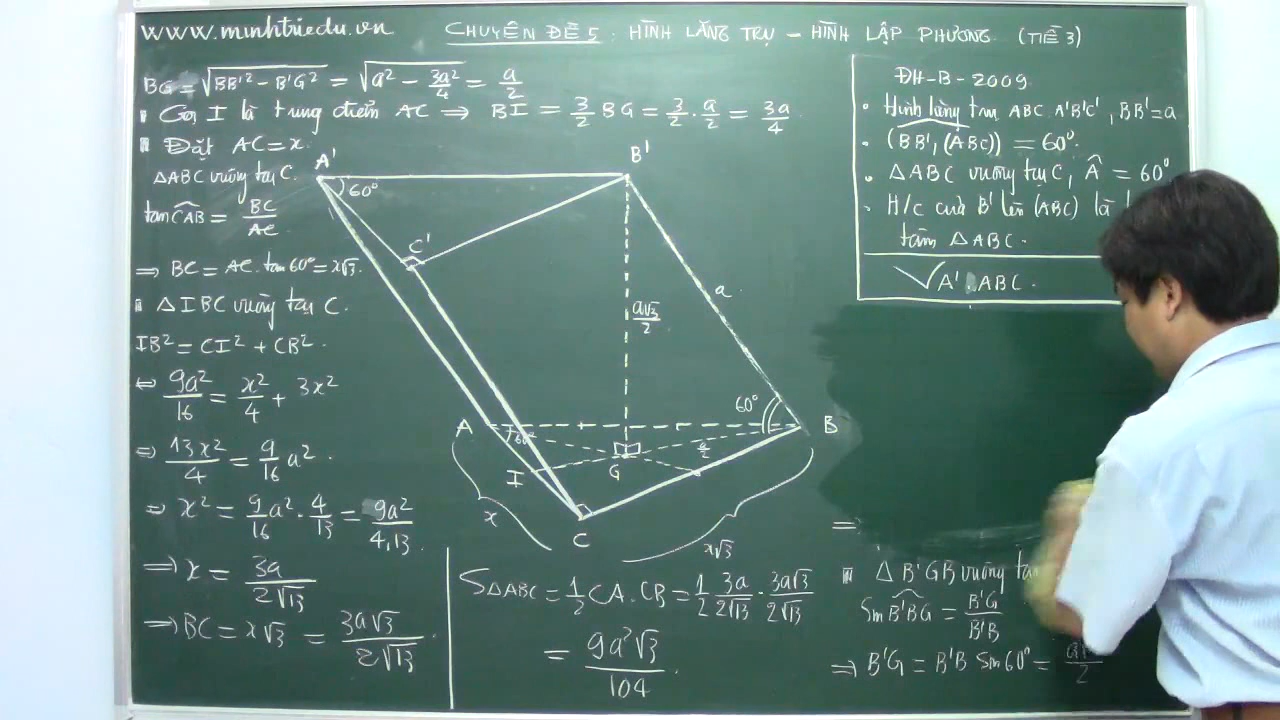 www.minhtriedu.vn
CHUYÊN ĐỀ 5: HÌNH LĂNG TRỤ – HÌNH LẬP PHƯƠNG (TIẾ 3)
BG = √(BB'² – B'G²) = √(a² – 3a²/4) = a/2
Gọi I là trung điểm AC ⇒ BI = 3/2 BG = 3/2 . a/2 = 3a/4
Đặt AC = x.
ΔABC vuông tại C.
tan CAB = BC/AC
⇒ BC = AC.tan 60° = x√3.
ΔIBC vuông tại C.
IB² = CI² + CB².
⇔ 9a²/16 = x²/4 + 3x²
⇔ 13x²/4 = 9/16 a².
⇔ x² = 9/16 a² . 4/13 = 9a²/4.13
⇒ x = 3a/2√13
⇒ BC = x√3 = 3a√3/2√13
A'
B'
60°
C'
a
a√3/2
60°
A
60°
B
a/2
I
G
x
C
x√3
SΔABC = 1/2 CA.CB = 1/2 3a/2√13 . 3a√3/2√13
= 9a²√3/104.
ĐH-B-2009.
Hình lăng trụ ABC A'B'C', BB' = a
(BB', (ABC)) = 60°.
ΔABC vuông tại C, Â = 60°
H/c của B' lên (ABC) là
tâm ΔABC.
V A'.ABC.
⇒
Δ B'GB vuông tại
Sin B'BG = B'G/B'B
⇒ B'G = B'B Sin 60° =